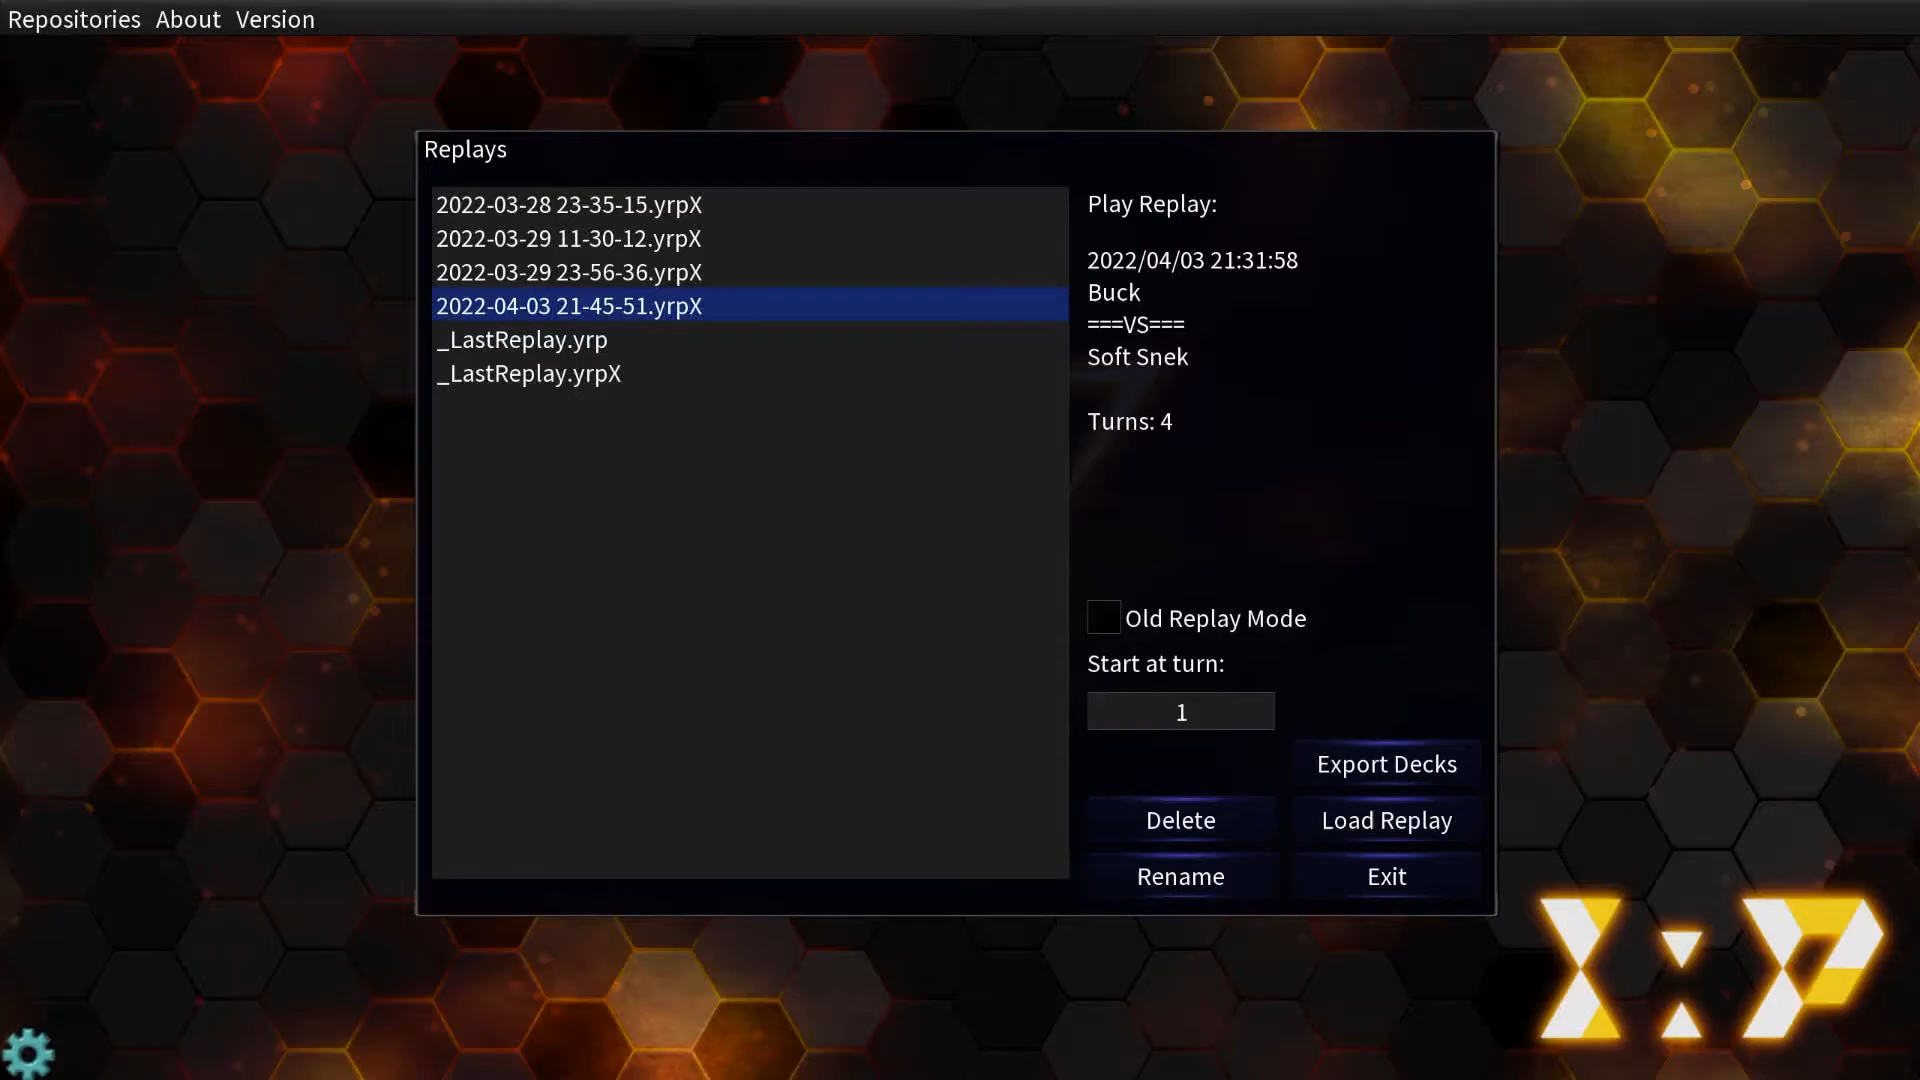 Repositories About Version
Replays
2022-03-28 23-35-15.yrpX
2022-03-29 11-30-12.yrpX
2022-03-29 23-56-36.yrpX
2022-04-03 21-45-51.yrpX
_LastReplay.yrp
_LastReplay.yrpX
Play Replay:
2022/04/03 21:31:58
Buck
===VS===
Soft Snek
Turns: 4
Old Replay Mode
Start at turn:
1
Export Decks
Delete
Load Replay
Rename
Exit
X:P